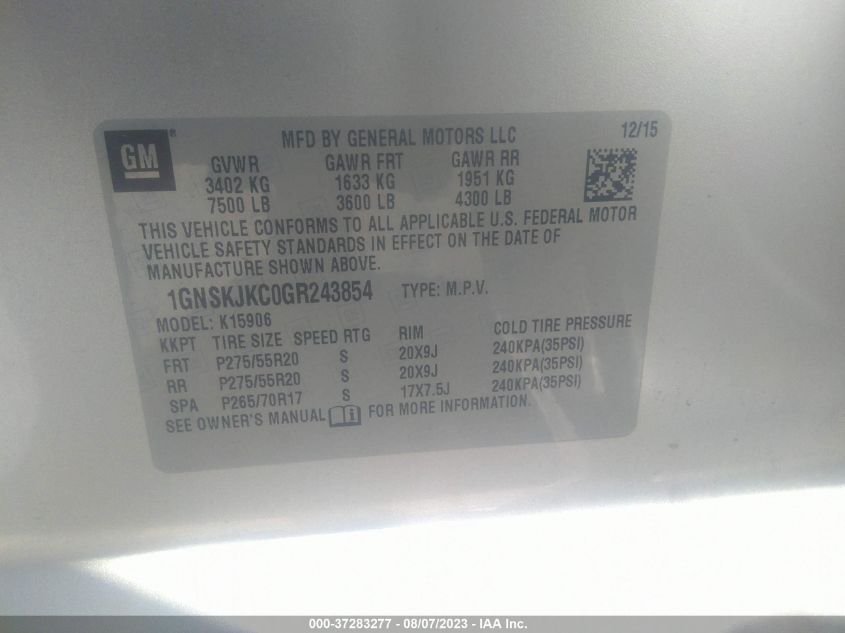 GM ®
MFD BY GENERAL MOTORS LLC 12/15
GVWR GAWR FRT GAWR RR
3402 KG 1633 KG 1951 KG
7500 LB 3600 LB 4300 LB
THIS VEHICLE CONFORMS TO ALL APPLICABLE U.S. FEDERAL MOTOR
VEHICLE SAFETY STANDARDS IN EFFECT ON THE DATE OF
MANUFACTURE SHOWN ABOVE.
1GNSKJKC0GR243854 TYPE: M.P.V.
MODEL: K15906
KKPT TIRE SIZE SPEED RTG RIM COLD TIRE PRESSURE
FRT P275/55R20 S 20X9J 240KPA(35PSI)
RR P275/55R20 S 20X9J 240KPA(35PSI)
SPA P265/70R17 S 17X7.5J 240KPA(35PSI)
SEE OWNER'S MANUAL i FOR MORE INFORMATION.
000-37283277 - 08/07/2023 - IAA Inc.